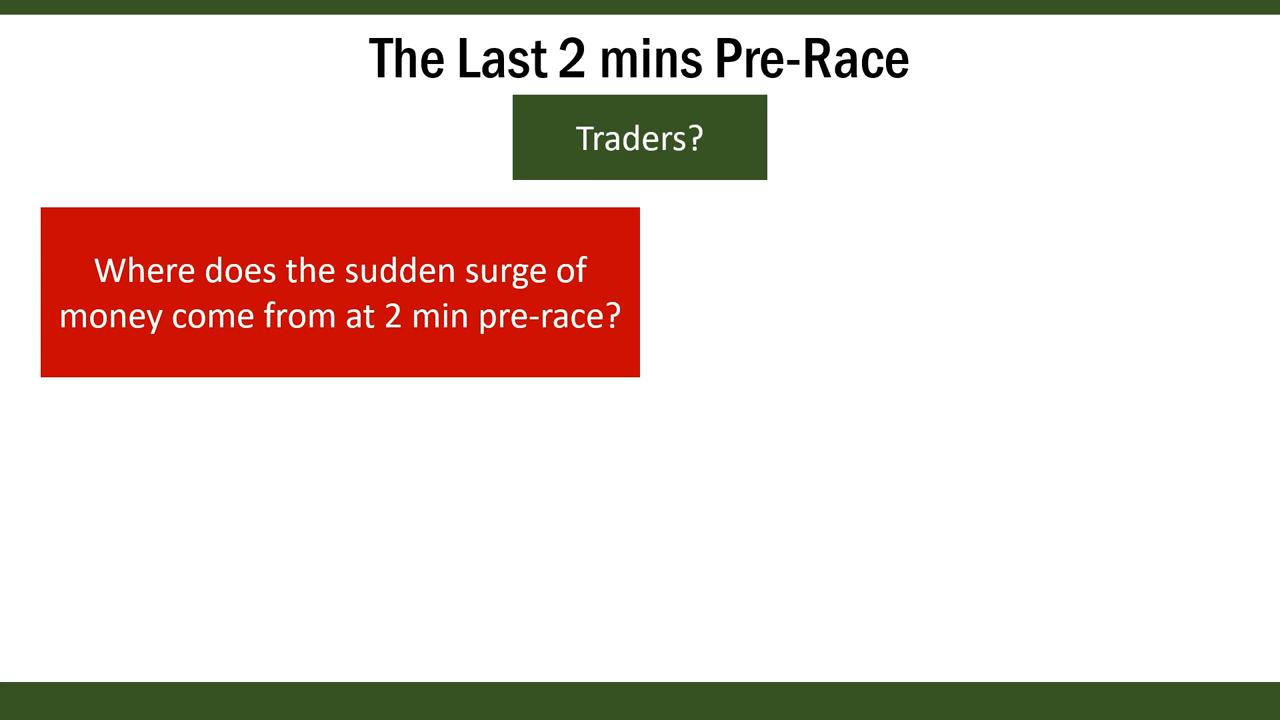 The Last 2 mins Pre-Race
Traders?
Where does the sudden surge of
money come from at 2 min pre-race?